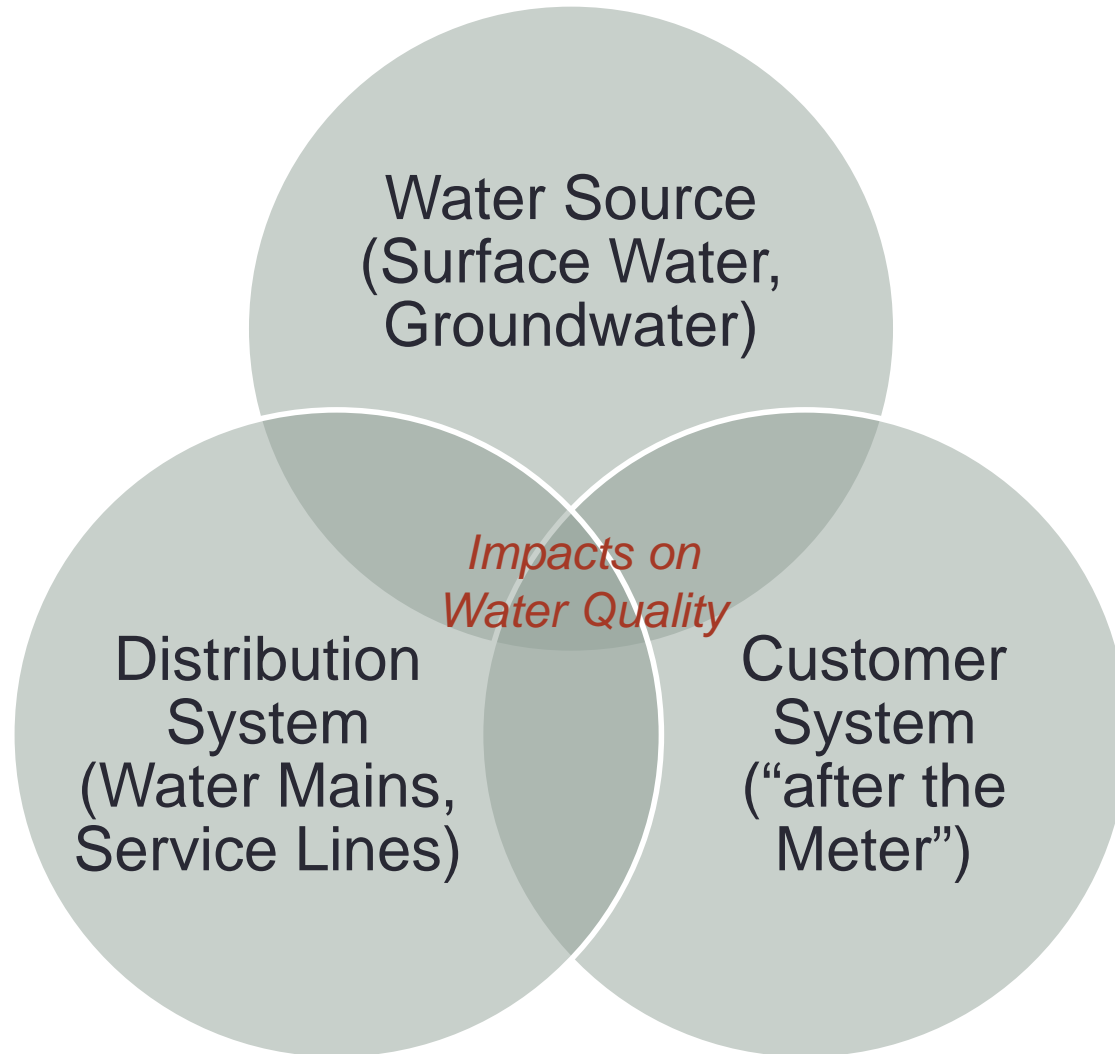 Water Source
(Surface Water,
Groundwater)
Impacts on
Water Quality
Distribution
System
(Water Mains,
Service Lines)
Customer
System
(“after the
Meter”)